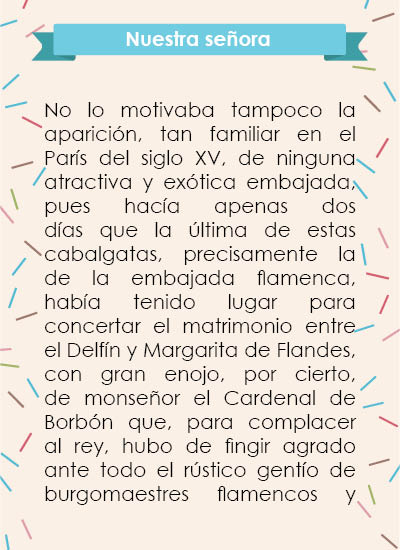 Nuestra señora
No lo motivaba tampoco la
aparición, tan familiar en el
París del siglo XV, de ninguna
atractiva y exótica embajada,
pues hacía apenas dos
días que la última de estas
cabalgatas, precisamente la
de la embajada flamenca,
había tenido lugar para
concertar el matrimonio entre
el Delfín y Margarita de Flandes,
con gran enojo, por cierto,
de monseñor el Cardenal de
Borbón que, para complacer
al rey, hubo de fingir agrado
ante todo el rústico gentío de
burgomaestres flamencos y